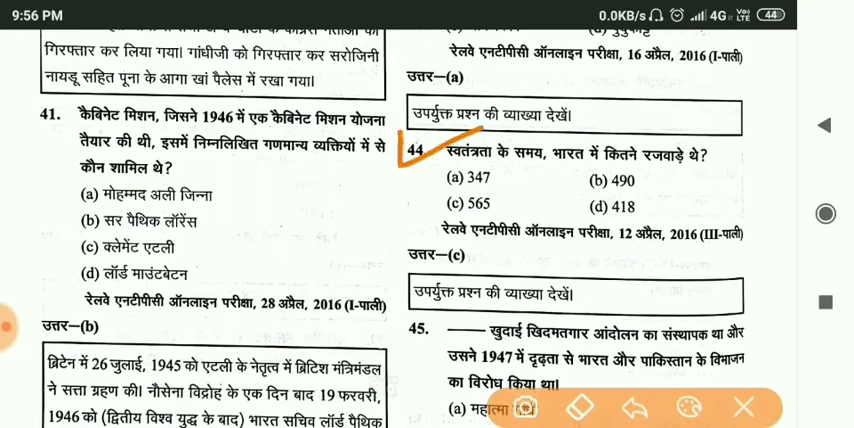 9:56 PM
0.0KB/s 4G VoLTE 44
गिरफ्तार कर लिया गया। गांधीजी को गिरफ्तार कर सरोजिनी
नायडू सहित पूना के आगा खां पैलेस में रखा गया।
41. कैबिनेट मिशन, जिसने 1946 में एक कैबिनेट मिशन योजना
तैयार की थी, इसमें निम्नलिखित गणमान्य व्यक्तियों में से
कौन शामिल थे?
(a) मोहम्मद अली जिन्ना
(b) सर पैथिक लॉरेंस
(c) क्लेमेंट एटली
(d) लॉर्ड माउंटबेटन
रेलवे एनटीपीसी ऑनलाइन परीक्षा, 28 अप्रैल, 2016 (I-पाली)
उत्तर—(b)
ब्रिटेन में 26 जुलाई, 1945 को एटली के नेतृत्व में ब्रिटिश मंत्रिमंडल
ने सत्ता ग्रहण की। नौसेना विद्रोह के एक दिन बाद 19 फरवरी,
1946 को (द्वितीय विश्व युद्ध के बाद) भारत सचिव लॉर्ड पैथिक
रेलवे एनटीपीसी ऑनलाइन परीक्षा, 16 अप्रैल, 2016 (I-पाली)
उत्तर—(a)
उपर्युक्त प्रश्न की व्याख्या देखें।
44. स्वतंत्रता के समय, भारत में कितने रजवाड़े थे?
(a) 347 (b) 490
(c) 565 (d) 418
रेलवे एनटीपीसी ऑनलाइन परीक्षा, 12 अप्रैल, 2016 (III-पाली)
उत्तर—(c)
उपर्युक्त प्रश्न की व्याख्या देखें।
45. —— खुदाई खिदमतगार आंदोलन का संस्थापक था और
उसने 1947 में दृढ़ता से भारत और पाकिस्तान के विभाजन
का विरोध किया था।
(a) महात्मा